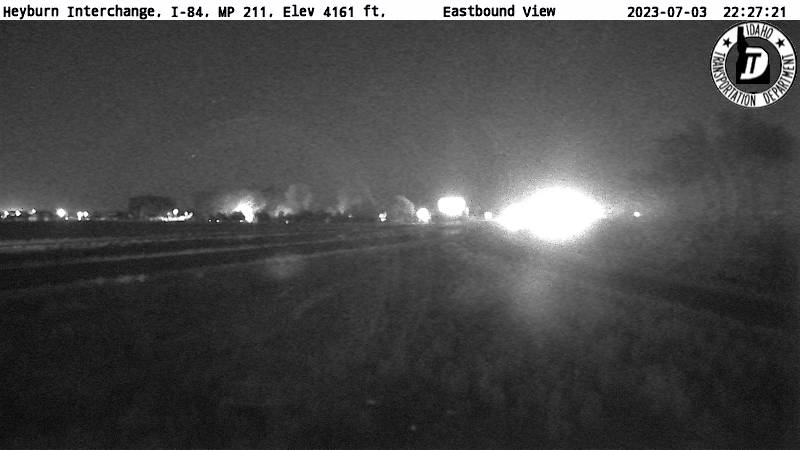 Heyburn Interchange, I-84, MP 211, Elev 4161 ft, Eastbound View 2023-07-03 22:27:21
IDAHO
TRANSPORTATION DEPARTMENT